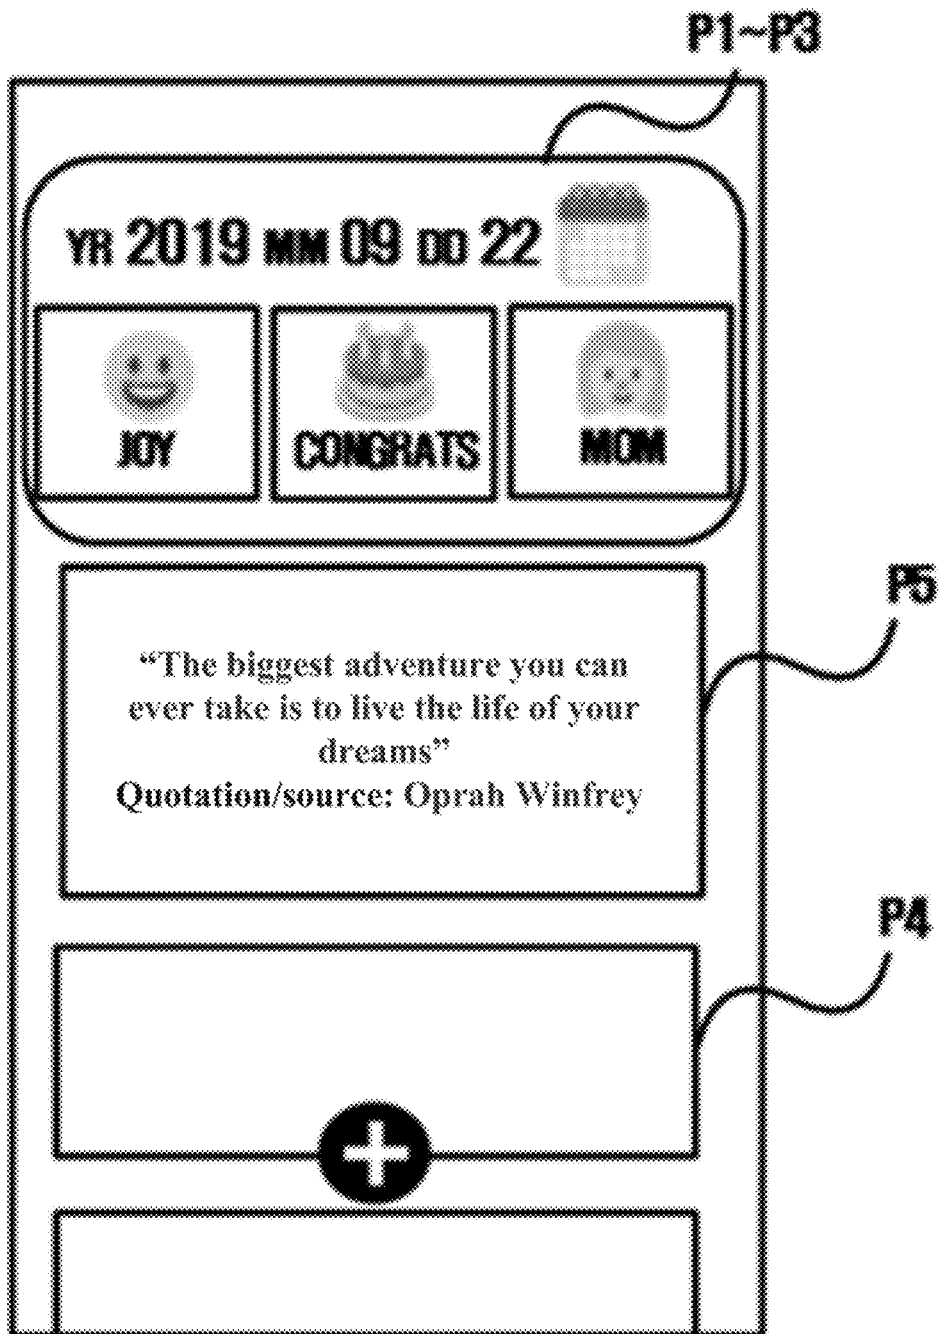 P1~P3
YR 2019 MM 09 DD 22
JOY
CONGRATS
MOM
P5
“The biggest adventure you can
ever take is to live the life of your
dreams”
Quotation/source: Oprah Winfrey
P4